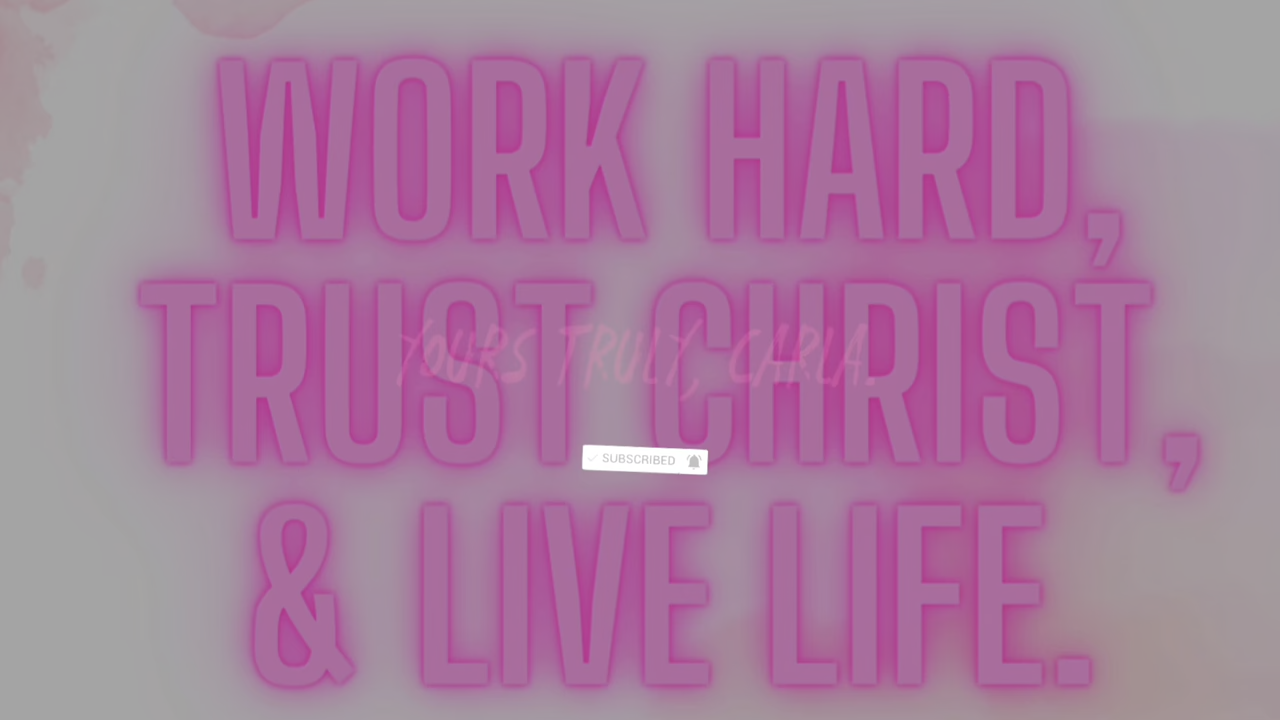 WORK HARD,
TRUST CHRIST,
YOURS TRULY, CARLA.
SUBSCRIBED
& LIVE LIFE.